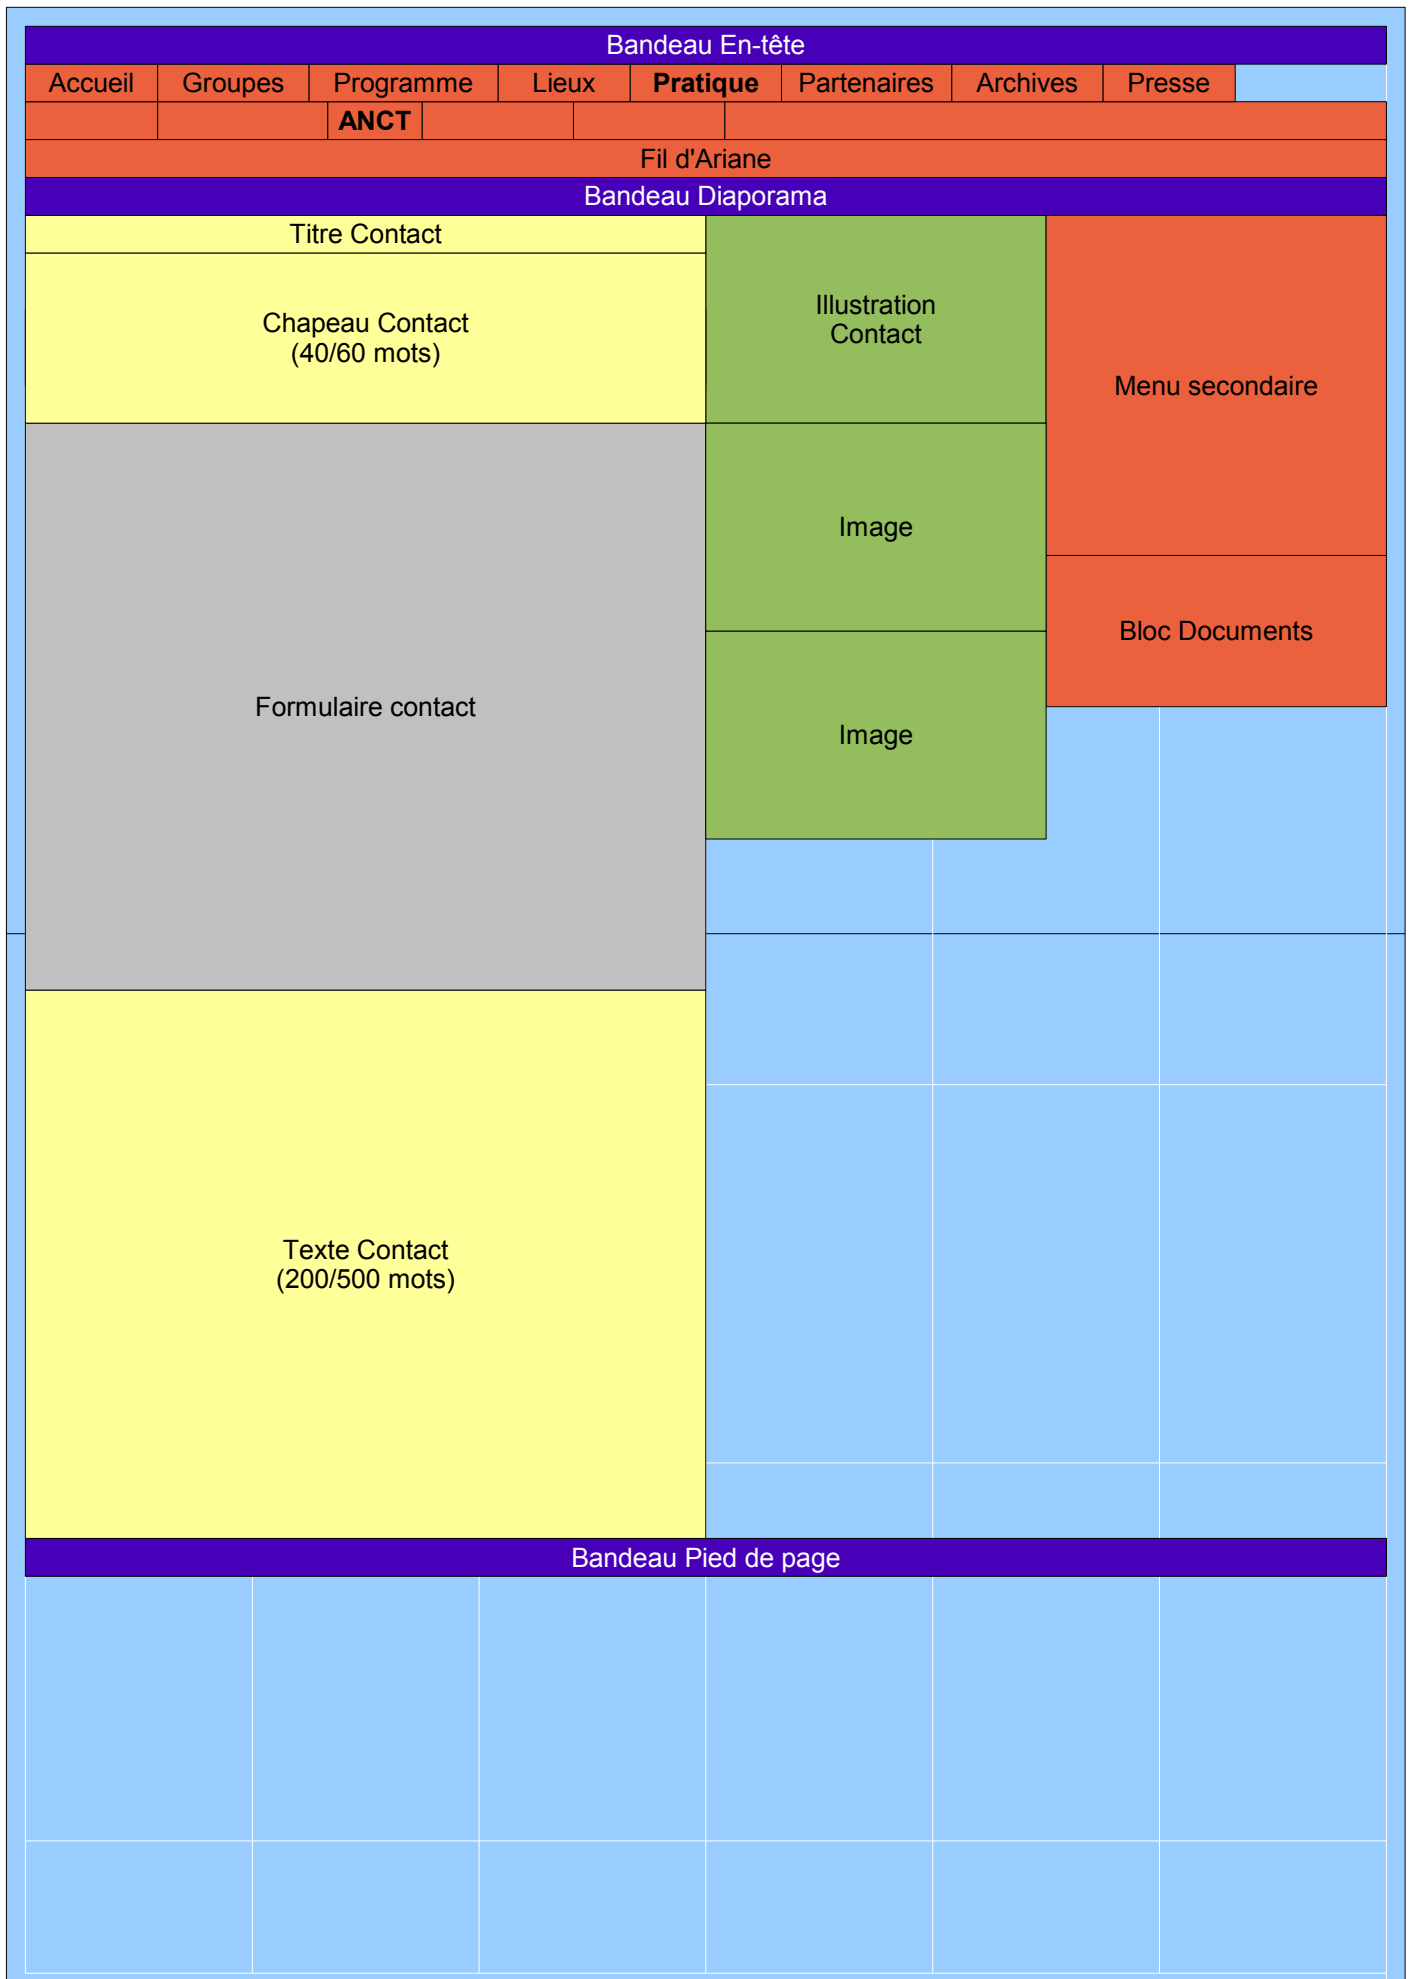 Bandeau En-tête
Accueil Groupes Programme Lieux Pratique Partenaires Archives Presse
ANCT
Fil d'Ariane
Bandeau Diaporama
Titre Contact
Chapeau Contact
(40/60 mots)
Illustration
Contact
Menu secondaire
Image
Bloc Documents
Formulaire contact
Image
Texte Contact
(200/500 mots)
Bandeau Pied de page